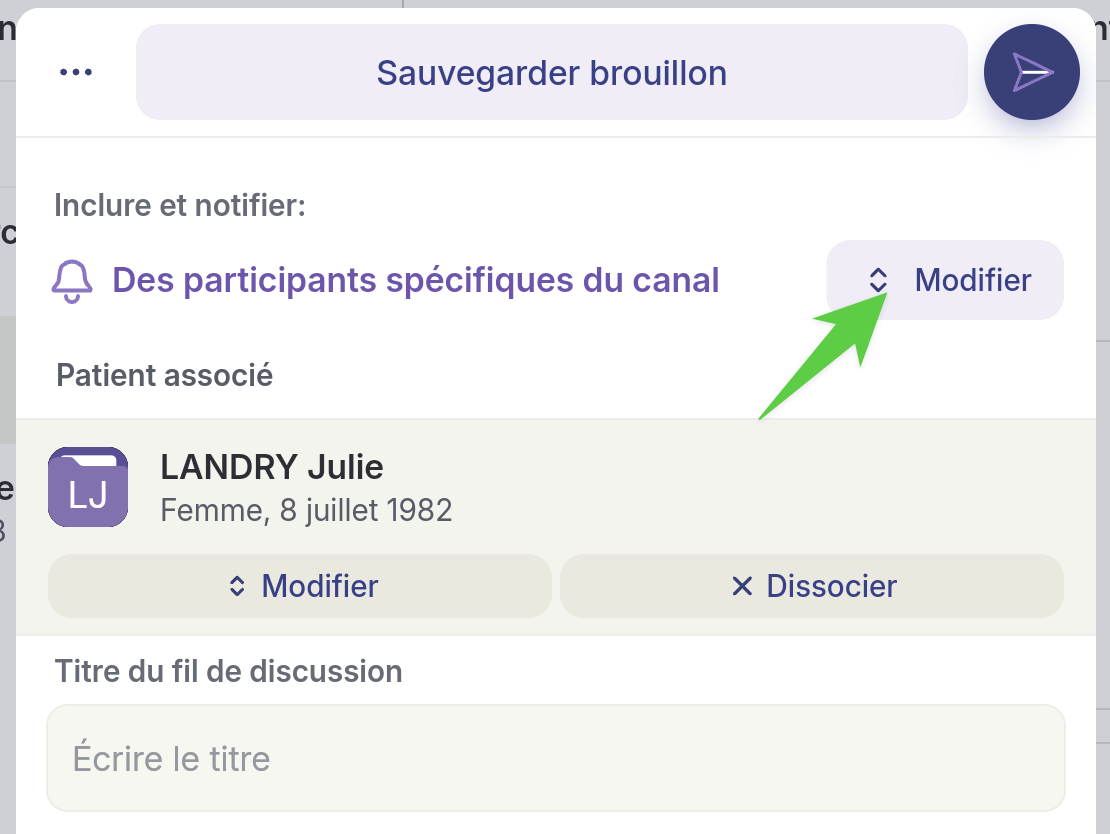 Sauvegarder brouillon
Inclure et notifier:
Des participants spécifiques du canal
Modifier
Patient associé
LJ
LANDRY Julie
Femme, 8 juillet 1982
Modifier
Dissocier
Titre du fil de discussion
Écrire le titre